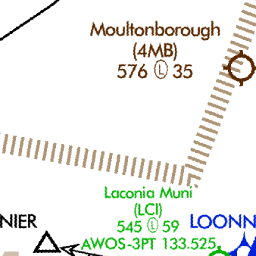 Moultonborough
(4MB)
576 Ⓛ 35
Laconia Muni
(LCI)
545 Ⓛ 59
AWOS-3PT 133.525
NIER
LOONN